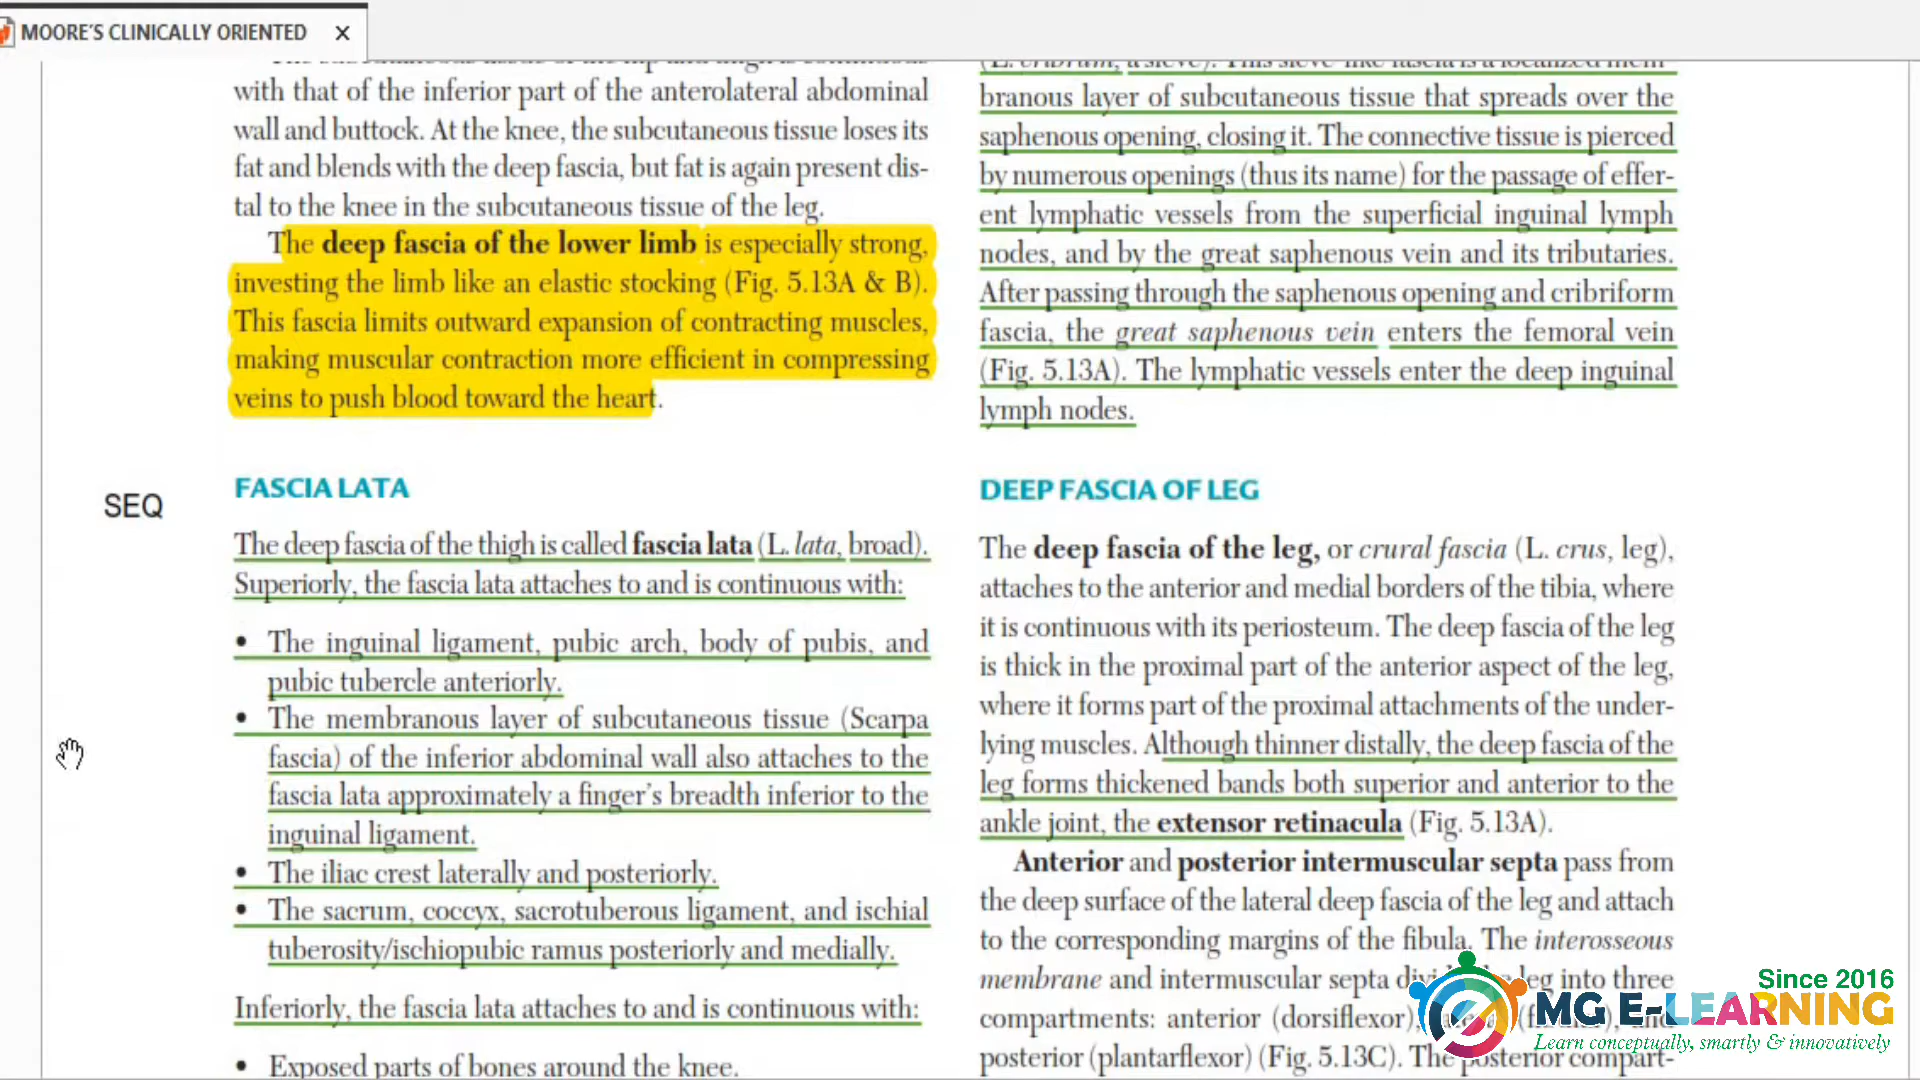 MOORE'S CLINICALLY ORIENTED
with that of the inferior part of the anterolateral abdominal
wall and buttock. At the knee, the subcutaneous tissue loses its
fat and blends with the deep fascia, but fat is again present dis-
tal to the knee in the subcutaneous tissue of the leg.
The deep fascia of the lower limb is especially strong,
investing the limb like an elastic stocking (Fig. 5.13A & B).
This fascia limits outward expansion of contracting muscles,
making muscular contraction more efficient in compressing
veins to push blood toward the heart.
SEQ
FASCIA LATA
The deep fascia of the thigh is called fascia lata (L. lata, broad).
Superiorly, the fascia lata attaches to and is continuous with:
• The inguinal ligament, pubic arch, body of pubis, and
pubic tubercle anteriorly.
• The membranous layer of subcutaneous tissue (Scarpa
fascia) of the inferior abdominal wall also attaches to the
fascia lata approximately a finger's breadth inferior to the
inguinal ligament.
• The iliac crest laterally and posteriorly.
• The sacrum, coccyx, sacrotuberous ligament, and ischial
tuberosity/ischiopubic ramus posteriorly and medially.
Inferiorly, the fascia lata attaches to and is continuous with:
• Exposed parts of bones around the knee.
(L. cribrum, a sieve). This sieve-like fascia is a localized mem-
branous layer of subcutaneous tissue that spreads over the
saphenous opening, closing it. The connective tissue is pierced
by numerous openings (thus its name) for the passage of effer-
ent lymphatic vessels from the superficial inguinal lymph
nodes, and by the great saphenous vein and its tributaries.
After passing through the saphenous opening and cribriform
fascia, the great saphenous vein enters the femoral vein
(Fig. 5.13A). The lymphatic vessels enter the deep inguinal
lymph nodes.
DEEP FASCIA OF LEG
The deep fascia of the leg, or crural fascia (L. crus, leg),
attaches to the anterior and medial borders of the tibia, where
it is continuous with its periosteum. The deep fascia of the leg
is thick in the proximal part of the anterior aspect of the leg,
where it forms part of the proximal attachments of the under-
lying muscles. Although thinner distally, the deep fascia of the
leg forms thickened bands both superior and anterior to the
ankle joint, the extensor retinacula (Fig. 5.13A).
Anterior and posterior intermuscular septa pass from
the deep surface of the lateral deep fascia of the leg and attach
to the corresponding margins of the fibula. The interosseous
membrane and intermuscular septa leg into three
compartments: anterior (dorsiflexor),
posterior (plantarflexor) (Fig. 5.13C). The posterior compart-
Since 2016
MG E-LEARNING
Learn conceptually, smartly & innovatively